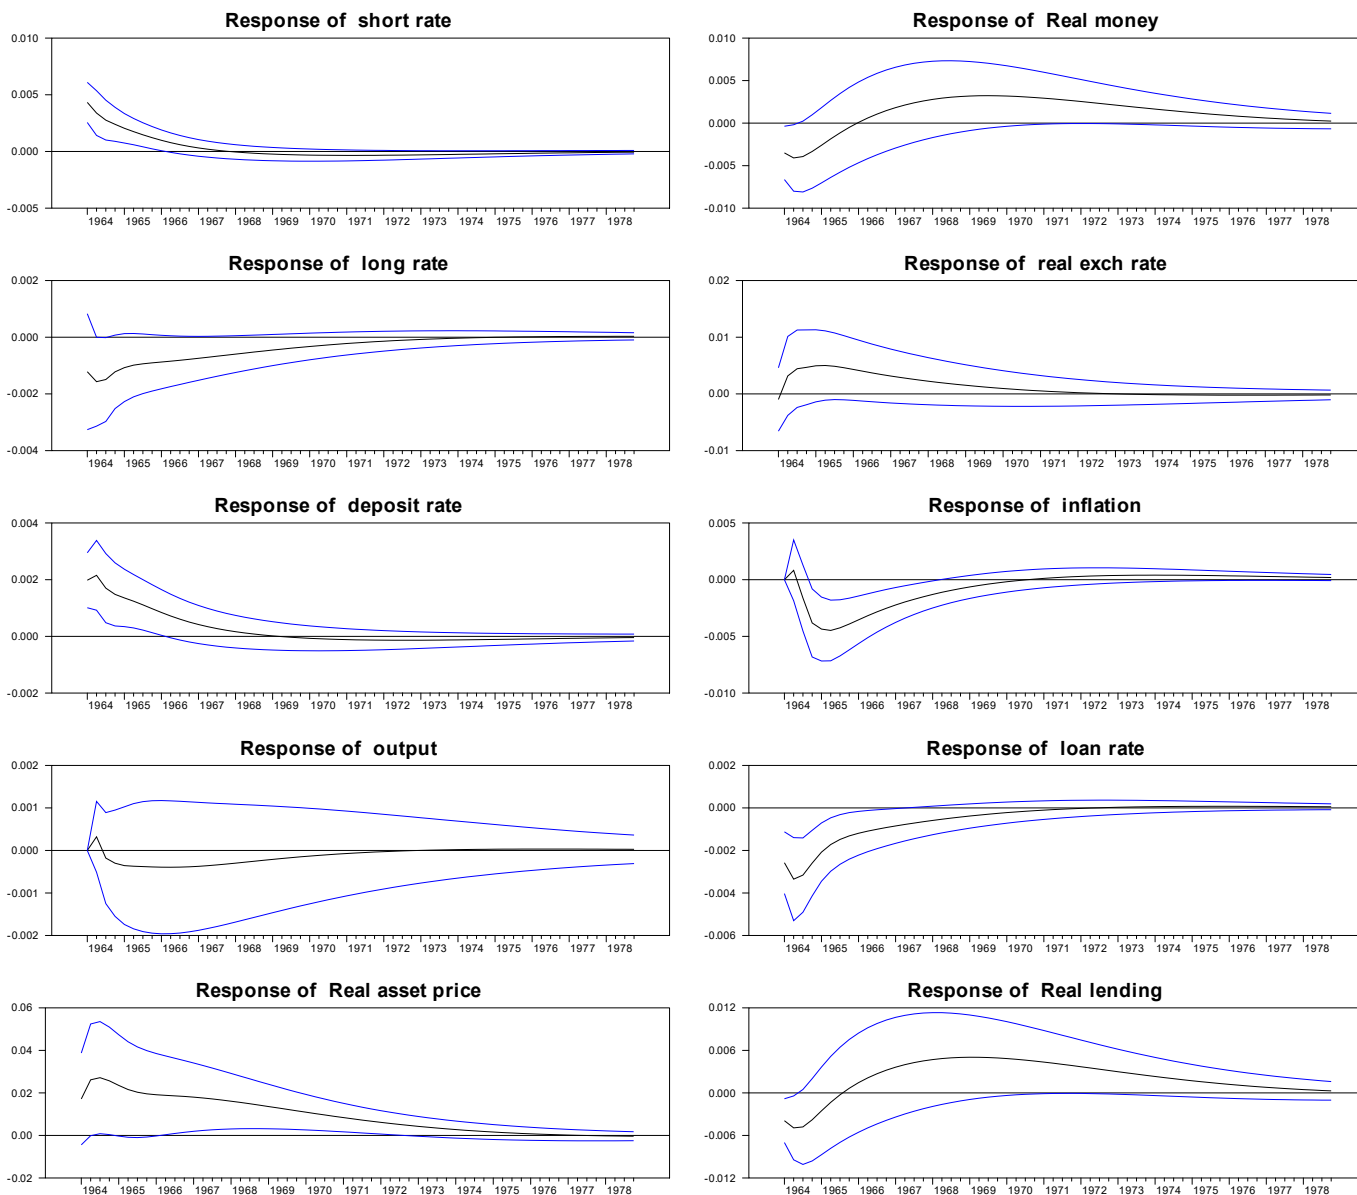 Response of short rate
0.010
0.005
0.000
-0.005
1964 1965 1966 1967 1968 1969 1970 1971 1972 1973 1974 1975 1976 1977 1978
Response of Real money
0.010
0.005
0.000
-0.005
-0.010
1964 1965 1966 1967 1968 1969 1970 1971 1972 1973 1974 1975 1976 1977 1978
Response of long rate
0.002
0.000
-0.002
-0.004
1964 1965 1966 1967 1968 1969 1970 1971 1972 1973 1974 1975 1976 1977 1978
Response of real exch rate
0.02
0.01
0.00
-0.01
1964 1965 1966 1967 1968 1969 1970 1971 1972 1973 1974 1975 1976 1977 1978
Response of deposit rate
0.004
0.002
0.000
-0.002
1964 1965 1966 1967 1968 1969 1970 1971 1972 1973 1974 1975 1976 1977 1978
Response of inflation
0.005
0.000
-0.005
-0.010
1964 1965 1966 1967 1968 1969 1970 1971 1972 1973 1974 1975 1976 1977 1978
Response of output
0.002
0.001
0.000
-0.001
-0.002
1964 1965 1966 1967 1968 1969 1970 1971 1972 1973 1974 1975 1976 1977 1978
Response of loan rate
0.002
0.000
-0.002
-0.004
-0.006
1964 1965 1966 1967 1968 1969 1970 1971 1972 1973 1974 1975 1976 1977 1978
Response of Real asset price
0.06
0.04
0.02
0.00
-0.02
1964 1965 1966 1967 1968 1969 1970 1971 1972 1973 1974 1975 1976 1977 1978
Response of Real lending
0.012
0.006
0.000
-0.006
-0.012
1964 1965 1966 1967 1968 1969 1970 1971 1972 1973 1974 1975 1976 1977 1978